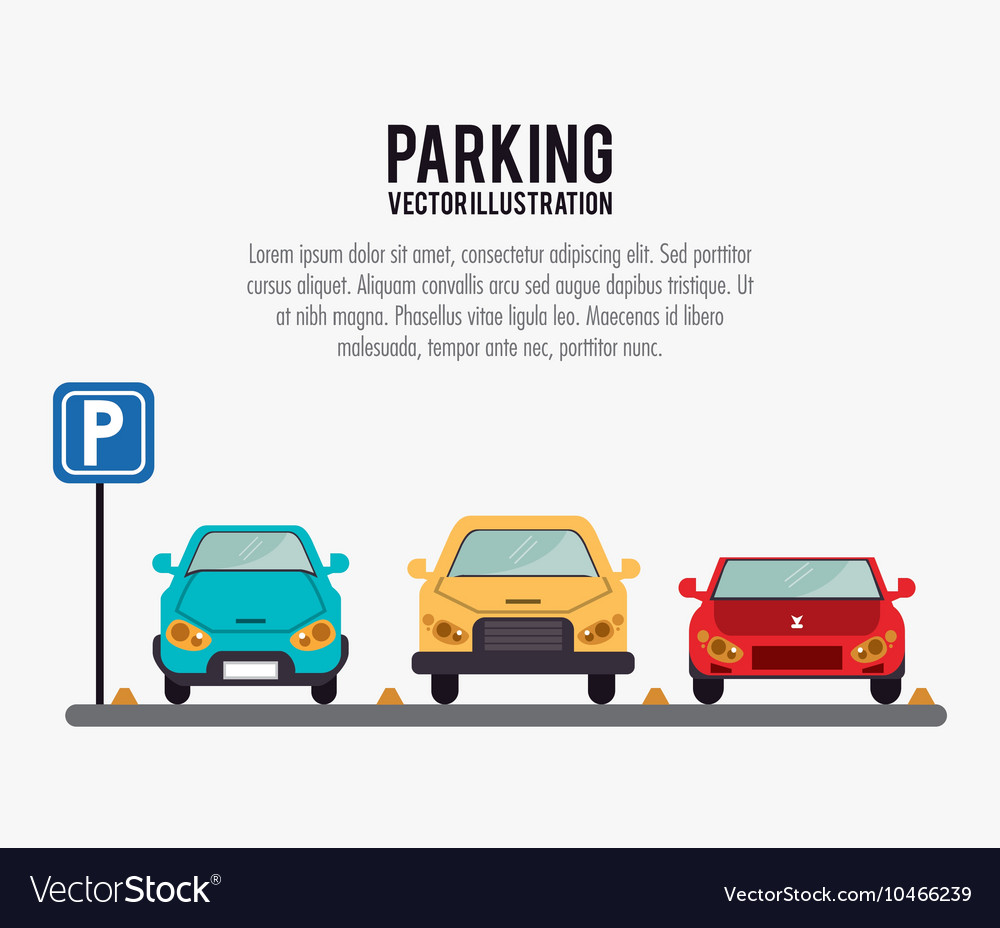 PARKING
VECTOR ILLUSTRATION
Lorem ipsum dolor sit amet, consectetur adipiscing elit. Sed porttitor
cursus aliquet. Aliquam convallis arcu sed augue dapibus tristique. Ut
at nibh magna. Phasellus vitae ligula leo. Maecenas id libero
malesuada, tempor ante nec, porttitor nunc.
P
VectorStock®
VectorStock.com/10466239